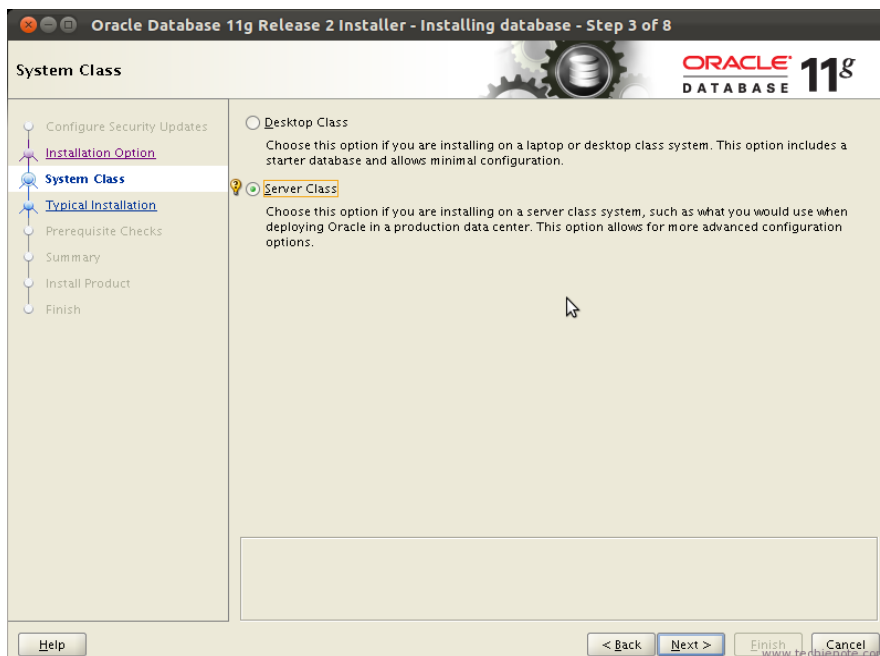 Oracle Database 11g Release 2 Installer - Installing database - Step 3 of 8
System Class
ORACLE
DATABASE
11g
Configure Security Updates
Installation Option
System Class
Typical Installation
Prerequisite Checks
Summary
Install Product
Finish
Desktop Class
Choose this option if you are installing on a laptop or desktop class system. This option includes a
starter database and allows minimal configuration.
Server Class
Choose this option if you are installing on a server class system, such as what you would use when
deploying Oracle in a production data center. This option allows for more advanced configuration
options.
Help
< Back
Next >
Finish
Cancel
www.techienote.com